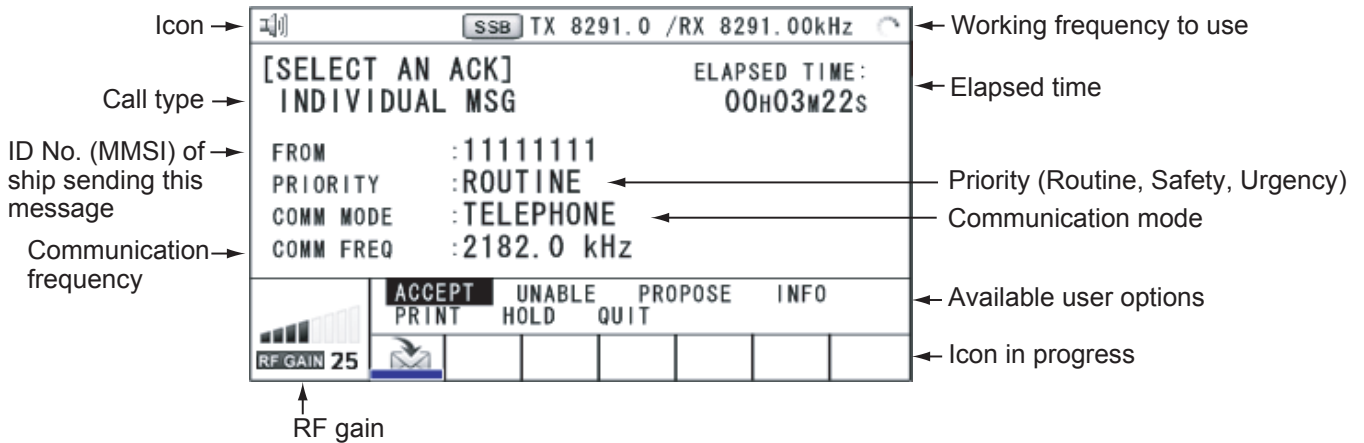 Icon
SSB TX 8291.0 /RX 8291.00kHz
Working frequency to use
[SELECT AN ACK]
ELAPSED TIME:
Call type
INDIVIDUAL MSG
00H03M22S
Elapsed time
ID No. (MMSI) of
ship sending this
message
FROM :11111111
PRIORITY :ROUTINE
Priority (Routine, Safety, Urgency)
COMM MODE :TELEPHONE
Communication mode
Communication
frequency
COMM FREQ :2182.0 kHz
ACCEPT UNABLE PROPOSE INFO
PRINT HOLD QUIT
Available user options
RF GAIN 25
Icon in progress
RF gain